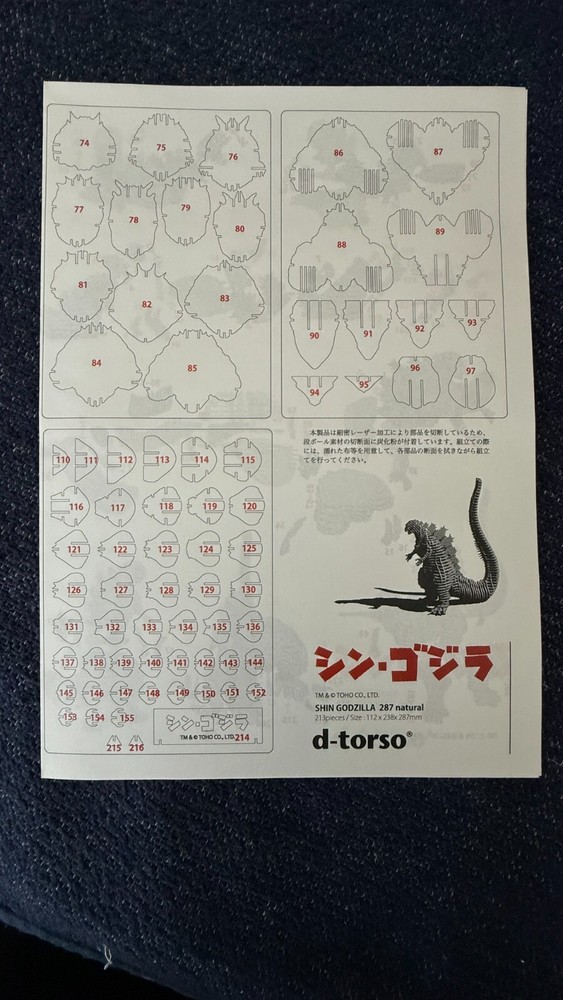 74 75 76
77 78 79 80
81 82 83
84 85
86 87
88 89
90 91 92 93
94 95 96 97
110 111 112 113 114 115
116 117 118 119 120
121 122 123 124 125
126 127 128 129 130
131 132 133 134 135 136
137 138 139 140 141 142 143 144
145 146 147 148 149 150 151 152
153 154 155
シン・ゴジラ
TM & © TOHO CO., LTD. 214
215 216
本製品は細密レーザー加工により部品を切断しているため、
段ボール素材の切断面に炭化粉が付着しています。組立ての際
には、濡れた布等を用意して、各部品の断面を拭きながら組立
てを行ってください。
シン・ゴジラ
TM & © TOHO CO., LTD.
SHIN GODZILLA 287 natural
213pieces / Size : 112 x 238x 287mm
d-torso®